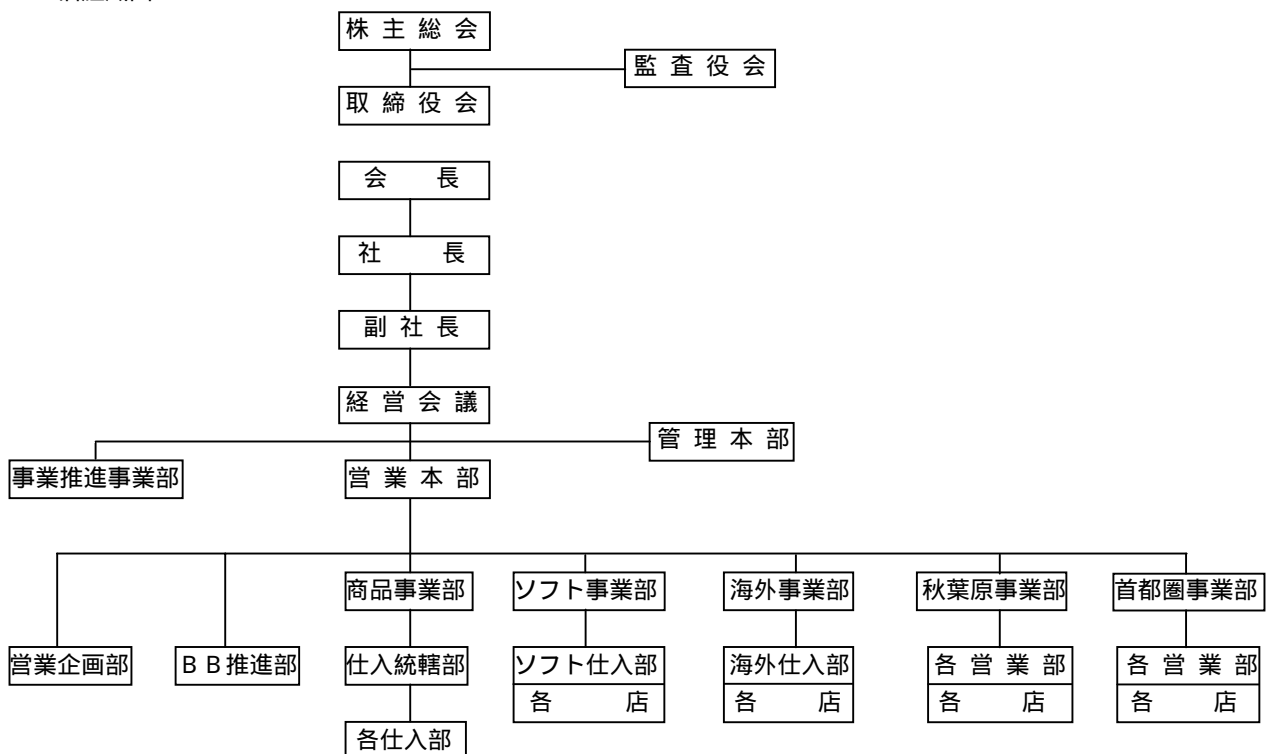 株 主 総 会
監 査 役 会
取 締 役 会
会 長
社 長
副 社 長
経 営 会 議
管 理 本 部
事業推進事業部
営 業 本 部
商品事業部
ソフト事業部
海外事業部
秋葉原事業部
首都圏事業部
営業企画部
ＢＢ推進部
仕入統轄部
ソフト仕入部
海外仕入部
各 営 業 部
各 営 業 部
各 店
各 店
各 店
各 店
各仕入部